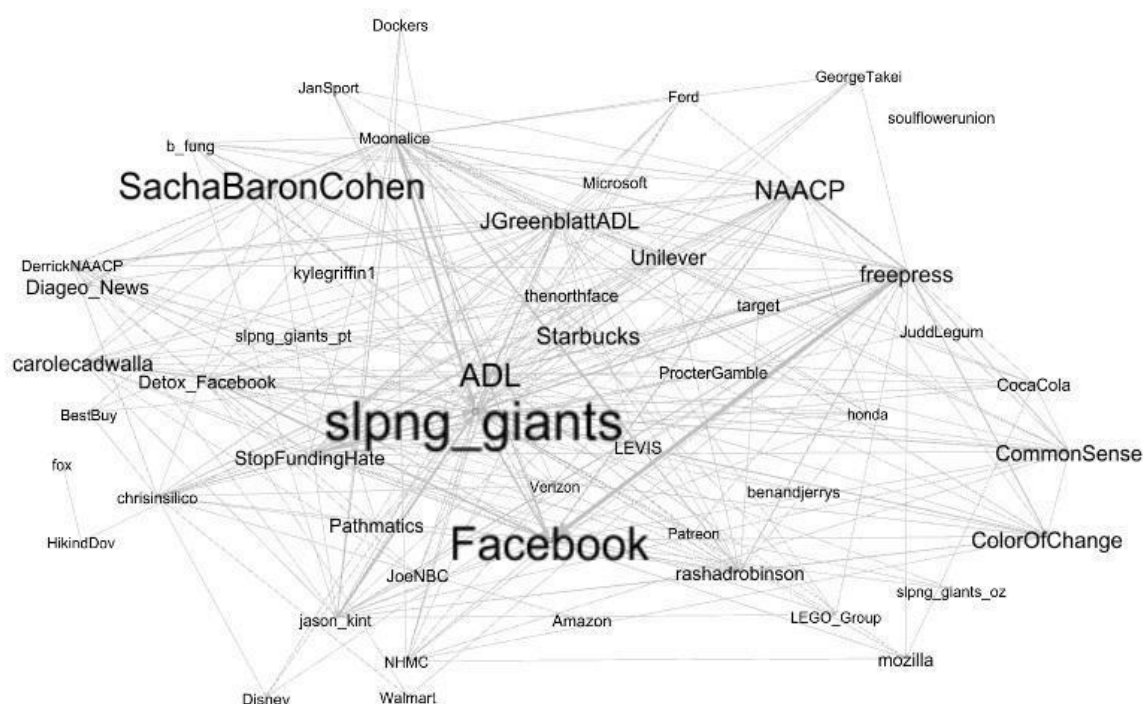 Dockers
GeorgeTakei
JanSport
Ford
soulflowerunion
Moonalice
b_fung
SachaBaronCohen
Microsoft
NAACP
JGreenblattADL
Unilever
DerrickNAACP
kylegriffin1
freepress
Diageo_News
thenorthface
target
slpng_giants_pt
Starbucks
JuddLegum
carolecadwalla
ADL
ProcterGamble
Detox_Facebook
CocaCola
BestBuy
slpng_giants
honda
LEVIS
CommonSense
StopFundingHate
fox
Verizon
benandjerrys
chrisinsilico
Pathmatics
Patreon
HikindDov
Facebook
ColorOfChange
JoeNBC
rashadrobinson
slpng_giants_oz
jason_kint
Amazon
LEGO_Group
NHMC
mozilla
Disney
Walmart